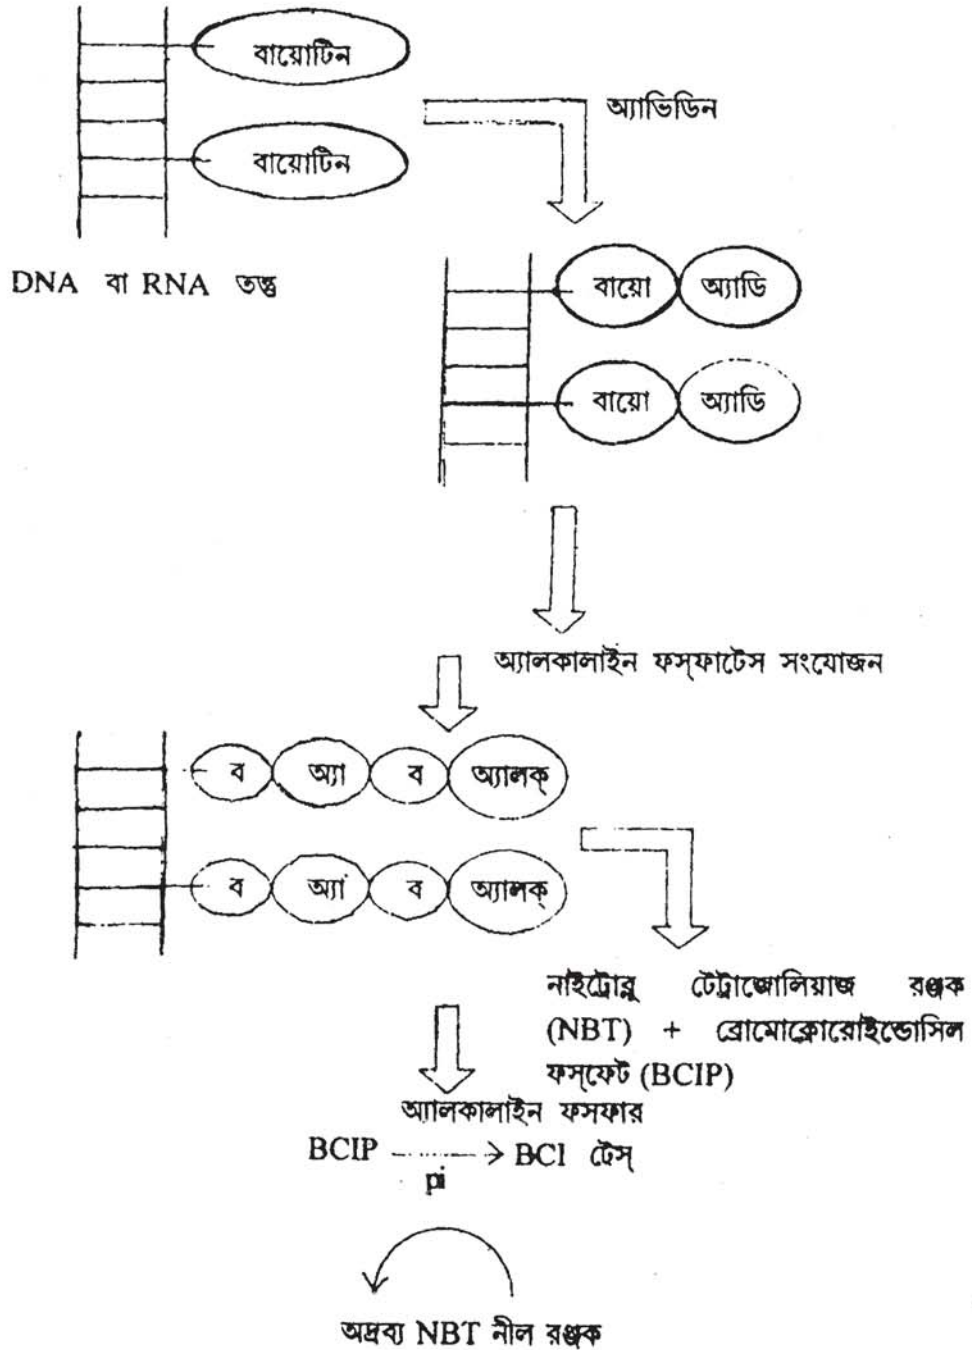 বায়োটিন
অ্যাভিডিন
বায়োটিন
DNA বা RNA তন্তু
বায়ো অ্যাডি
বায়ো অ্যাডি
অ্যালকালাইন ফস্‌ফাটেস সংযোজন
ব অ্যা ব অ্যালক্
ব অ্যা ব অ্যালক্
নাইট্রোব্লু টেট্রাজোলিয়াজ রঞ্জক
(NBT) + ব্রোমোক্লোরোইন্ডোসিল
ফস্‌ফেট (BCIP)
অ্যালকালাইন ফসফার
BCIP → BCI টেস্
pi
অদ্রব্য NBT নীল রঞ্জক